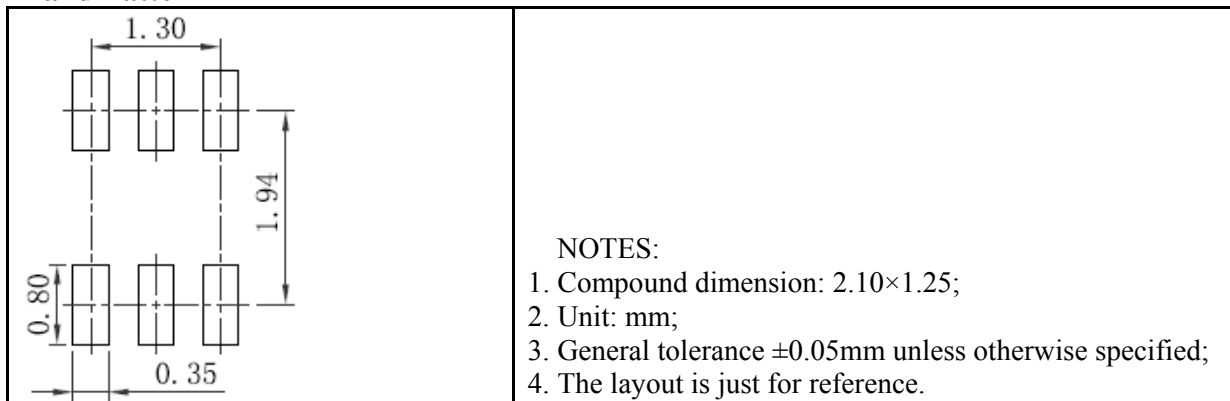 1. 30
1. 94
0. 80
0. 35
NOTES:
1. Compound dimension: 2.10×1.25;
2. Unit: mm;
3. General tolerance ±0.05mm unless otherwise specified;
4. The layout is just for reference.